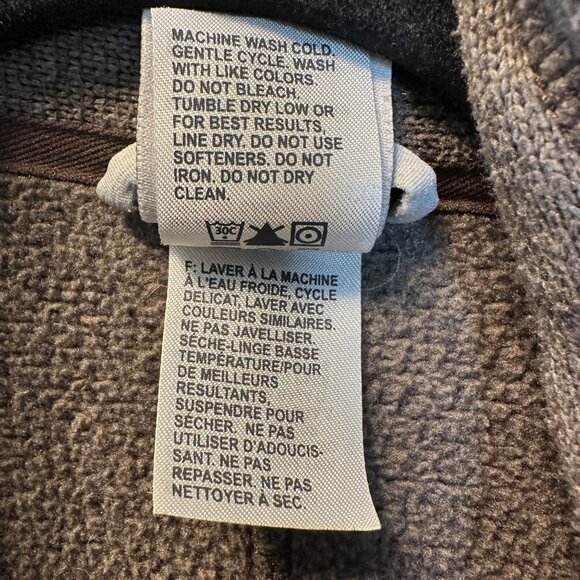 MACHINE WASH COLD,
GENTLE CYCLE, WASH
WITH LIKE COLORS.
DO NOT BLEACH,
TUMBLE DRY LOW OR
FOR BEST RESULTS,
LINE DRY. DO NOT USE
SOFTENERS. DO NOT
IRON. DO NOT DRY
CLEAN.
30C
F: LAVER À LA MACHINE
À L'EAU FROIDE, CYCLE
DÉLICAT, LAVER AVEC
COULEURS SIMILAIRES.
NE PAS JAVELLISER.
SÈCHE-LINGE BASSE
TEMPÉRATURE/POUR
DE MEILLEURS
RESULTANTS,
SUSPENDRE POUR
SÉCHER. NE PAS
UTILISER D'ADOUCIS-
SANT. NE PAS
REPASSER. NE PAS
NETTOYER À SEC.